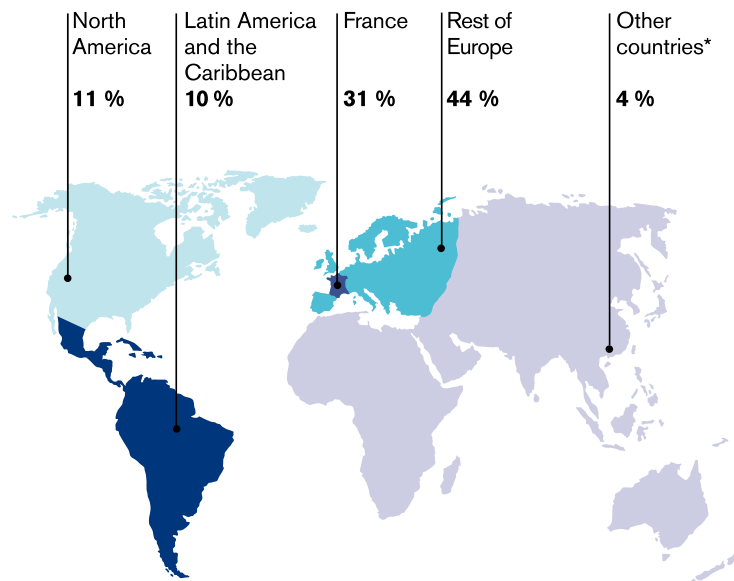 North
America
11 %
Latin America
and the
Caribbean
10 %
France
31 %
Rest of
Europe
44 %
Other
countries*
4 %